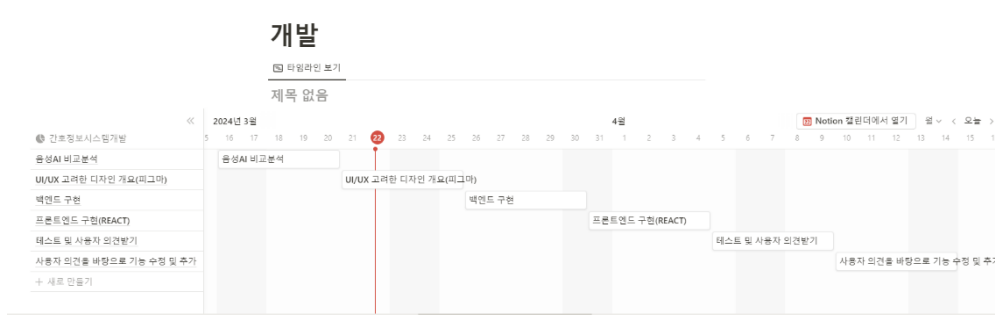 개발
타임라인 보기
제목 없음
2024년 3월 4월 Notion 캘린더에서 열기 월 오늘
간호정보시스템개발 5 16 17 18 19 20 21 22 23 24 25 26 27 28 29 30 31 1 2 3 4 5 6 7 8 9 10 11 12 13 14 15
음성AI 비교분석 음성AI 비교분석
UI/UX 고려한 디자인 개요(피그마) UI/UX 고려한 디자인 개요(피그마)
백엔드 구현 백엔드 구현
프론트엔드 구현(REACT) 프론트엔드 구현(REACT)
테스트 및 사용자 의견받기 테스트 및 사용자 의견받기
사용자 의견을 바탕으로 기능 수정 및 추가 사용자 의견을 바탕으로 기능 수정 및 추가
+ 새로 만들기